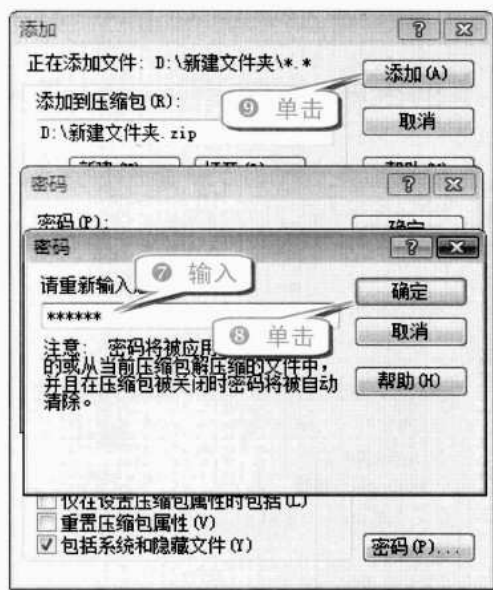 添加
正在添加文件: D:\新建文件夹\*.*
添加(A)
添加到压缩包(R):
❾ 单击
D:\新建文件夹.zip
取消
密码
密码(P):
密码
请重新输入
❼ 输入
确定
******
❽ 单击
取消
注意: 密码将被应用
的或从当前压缩包解压缩的文件中,
并且在压缩包被关闭时密码将被自动
清除。
帮助(H)
仅在设置压缩包属性时包括(L)
重置压缩包属性(V)
包括系统和隐藏文件(Y)
密码(P)...